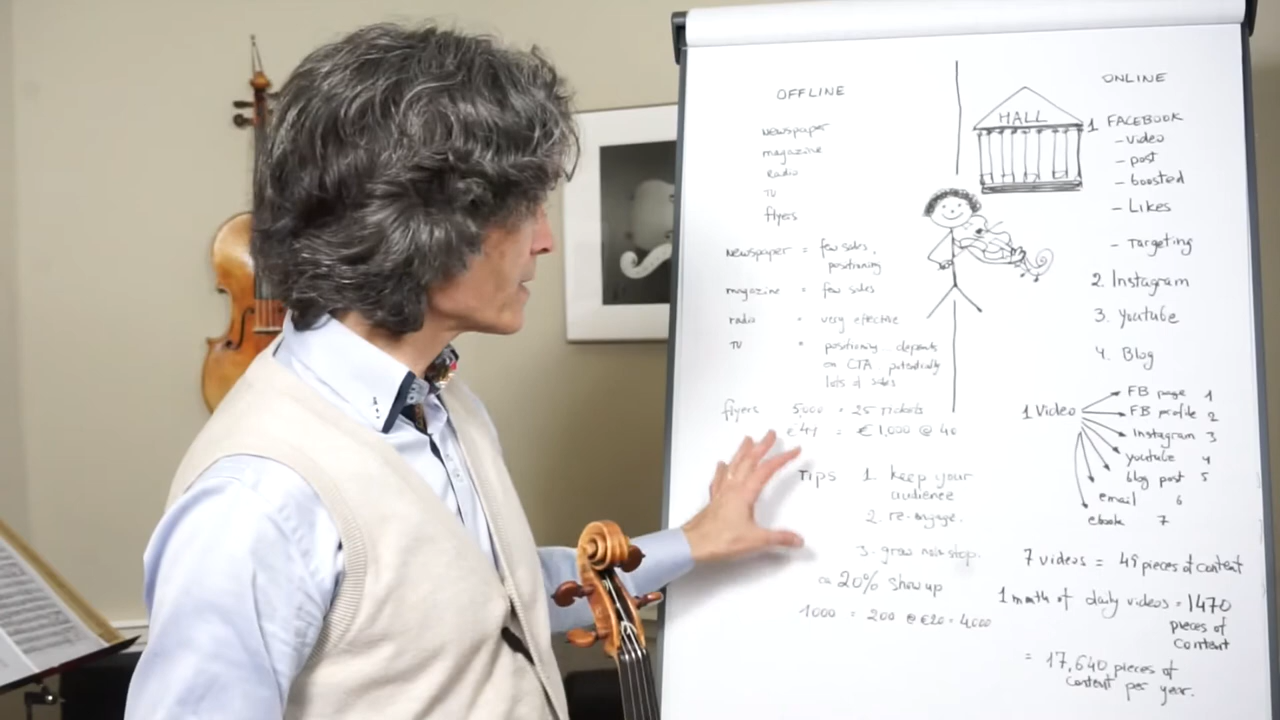 OFFLINE
Newspaper
magazine
Radio
TV
flyers
Newspaper = few sales,
positioning
magazine = few sales
radio = very effective
TV = positioning... depends
on CTA. potentially
lots of sales
flyers 5,000 = 25 tickets
= € 1,000 @ 40
TIPS 1. keep your
audience
2. re-engage.
3. grow non stop.
ca 20% show up
1000 = 200 @ €20 = 4000
HALL
ONLINE
1 FACEBOOK
- video
- post
- boosted
- Likes
- Targeting
2. Instagram
3. Youtube
4. Blog
1 Video
FB page 1
FB profile 2
Instagram 3
youtube 4
blog post 5
email 6
ebook 7
7 videos = 49 pieces of content
1 month of daily videos = 1470
pieces of
content
= 17,640 pieces of
content per year.